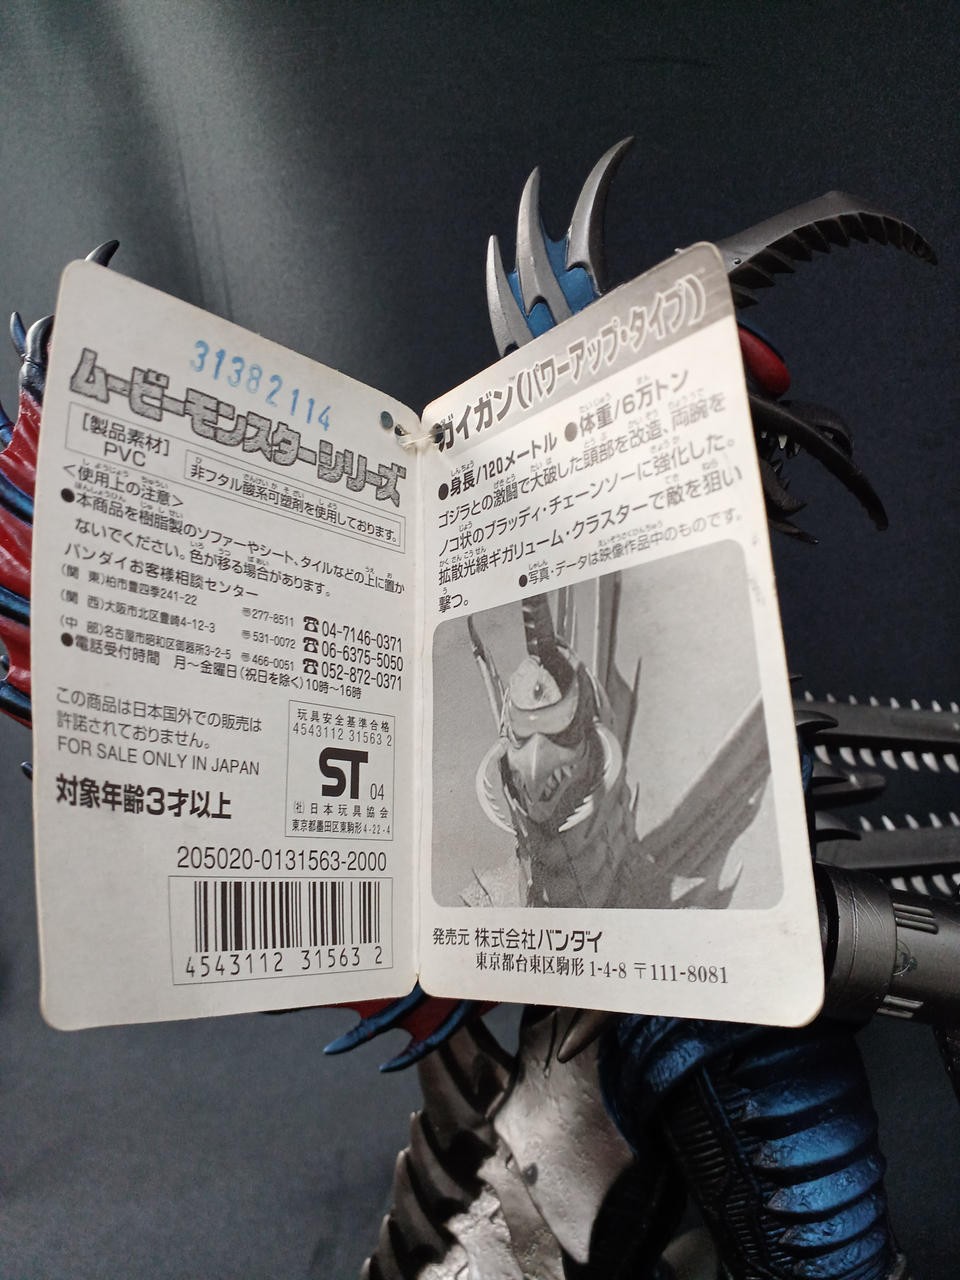 31382114
ムービーモンスターシリーズ
[製品素材]
PVC
非フタル酸系可塑剤を使用しております。
<使用上の注意>
●本商品を樹脂製のソファーやシート、タイルなどの上に置か
ないでください。色が移る場合があります。
バンダイお客様相談センター
(関 東)柏市豊四季241-22 〠277-8511 ☎04-7146-0371
(関 西)大阪市北区豊崎4-12-3 〠531-0072 ☎06-6375-5050
(中 部)名古屋市昭和区御器所3-2-5 〠466-0051 ☎052-872-0371
●電話受付時間 月〜金曜日(祝日を除く)10時〜16時
この商品は日本国外での販売は
許諾されておりません。
FOR SALE ONLY IN JAPAN
対象年齢3才以上
玩具安全基準合格
4543112 31563 2
ST 04
(社)日本玩具協会
東京都墨田区東駒形4-22-4
205020-0131563-2000
4543112 315632
ガイガン(パワーアップ・タイプ)
●身長/120メートル ●体重/6万トン
ゴジラとの激闘で大破した頭部を改造、両腕を
ノコ状のブラッディ・チェーンソーに強化した。
拡散光線ギガリューム・クラスターで敵を狙い
撃つ。
●写真・データは映像作品中のものです。
発売元 株式会社バンダイ
東京都台東区駒形1-4-8 〒111-8081